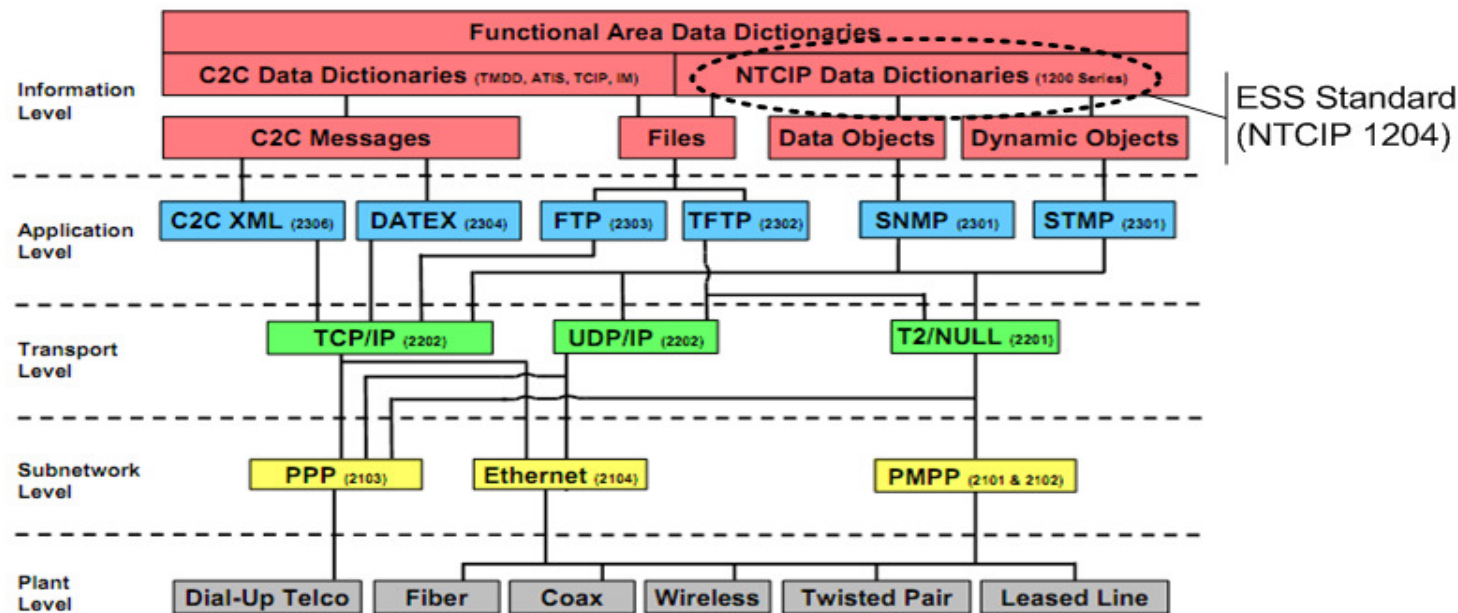 Functional Area Data Dictionaries
C2C Data Dictionaries (TMDD, ATIS, TCIP, IM)
NTCIP Data Dictionaries (1200 Series)
Information
Level
ESS Standard
(NTCIP 1204)
C2C Messages
Files
Data Objects
Dynamic Objects
Application
Level
C2C XML (2306)
DATEX (2304)
FTP (2303)
TFTP (2302)
SNMP (2301)
STMP (2301)
Transport
Level
TCP/IP (2202)
UDP/IP (2202)
T2/NULL (2201)
Subnetwork
Level
PPP (2103)
Ethernet (2104)
PMPP (2101 & 2102)
Plant
Level
Dial-Up Telco
Fiber
Coax
Wireless
Twisted Pair
Leased Line